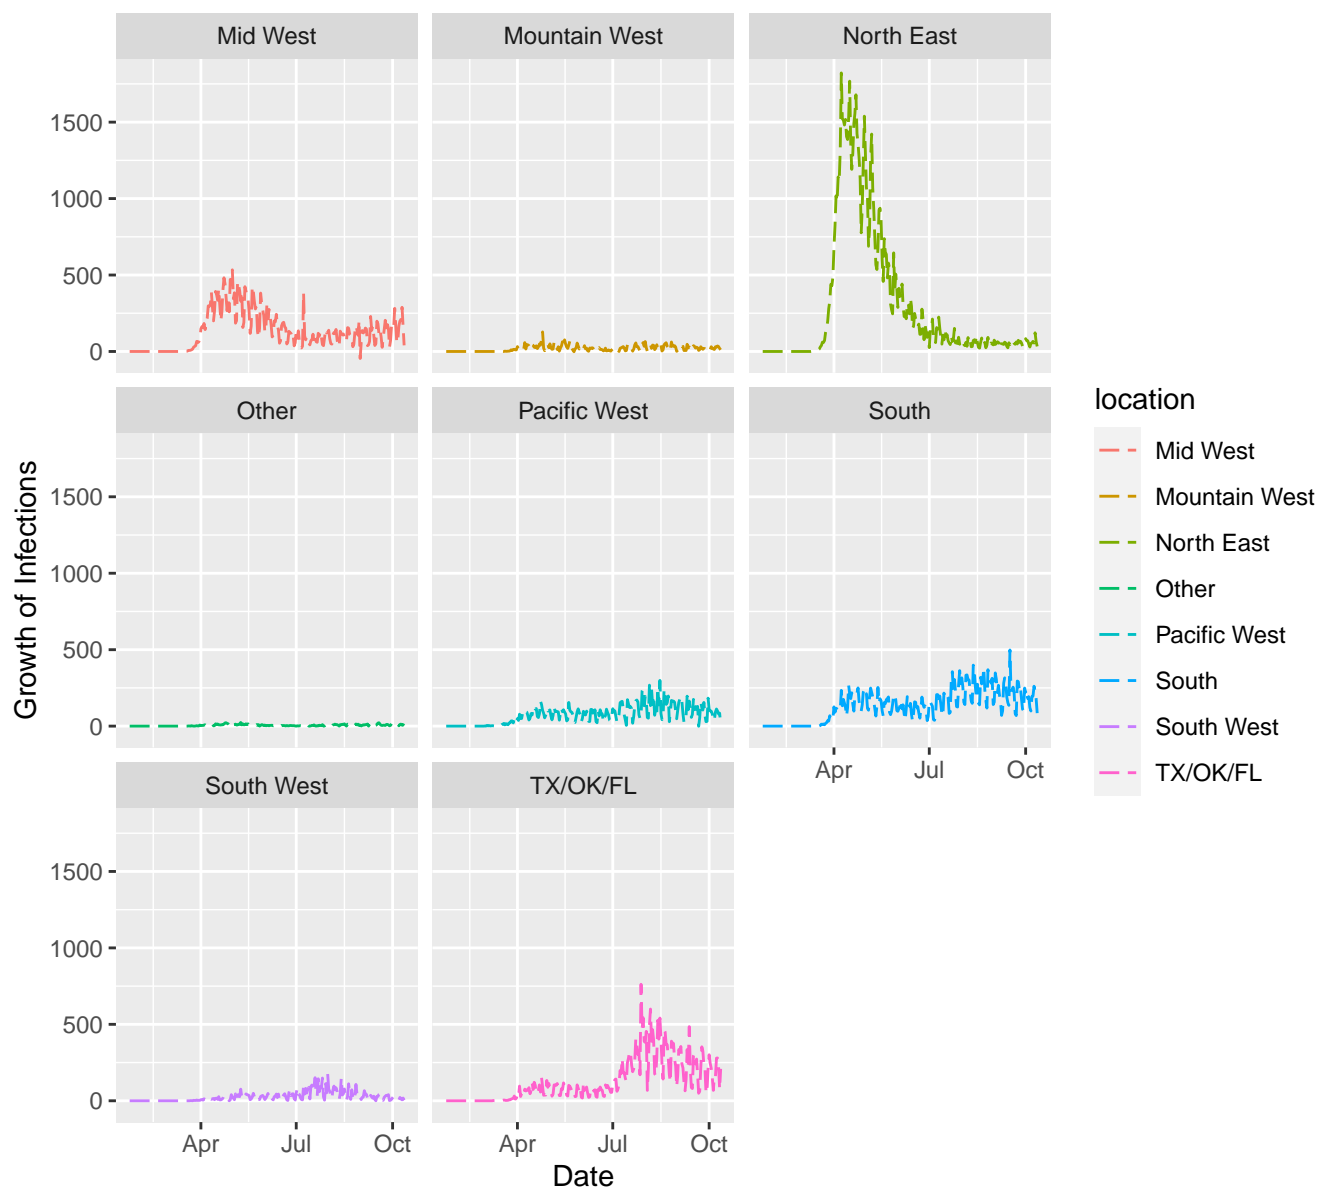 Mid West
Mountain West
North East
1500
1000
500
0
Other
Pacific West
South
1500
1000
500
0
Apr
Jul
Oct
South West
TX/OK/FL
1500
1000
500
0
Apr
Jul
Oct
Apr
Jul
Oct
Date
Growth of Infections
location
Mid West
Mountain West
North East
Other
Pacific West
South
South West
TX/OK/FL